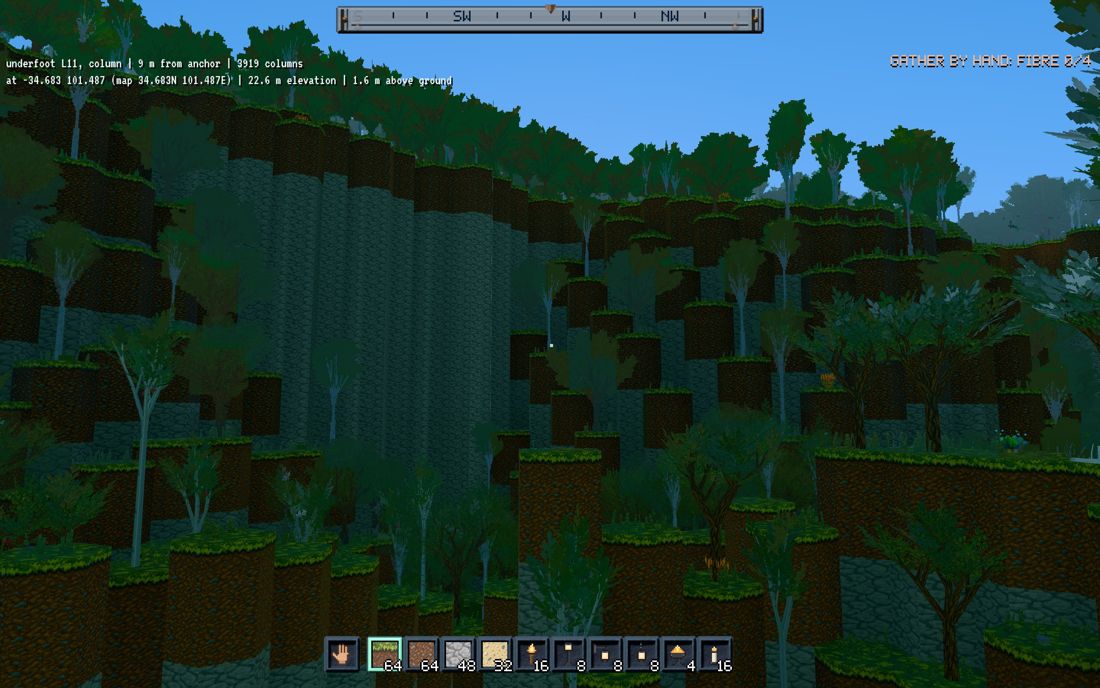 S SW W NW
underfoot L11, column | 9 m from anchor | 3919 columns
GATHER BY HAND: FIBRE 0/4
at -34.683 101.487 (map 34.683N 101.487E) | 22.6 m elevation | 1.6 m above ground
64 64 48 32 16 8 8 8 4 16